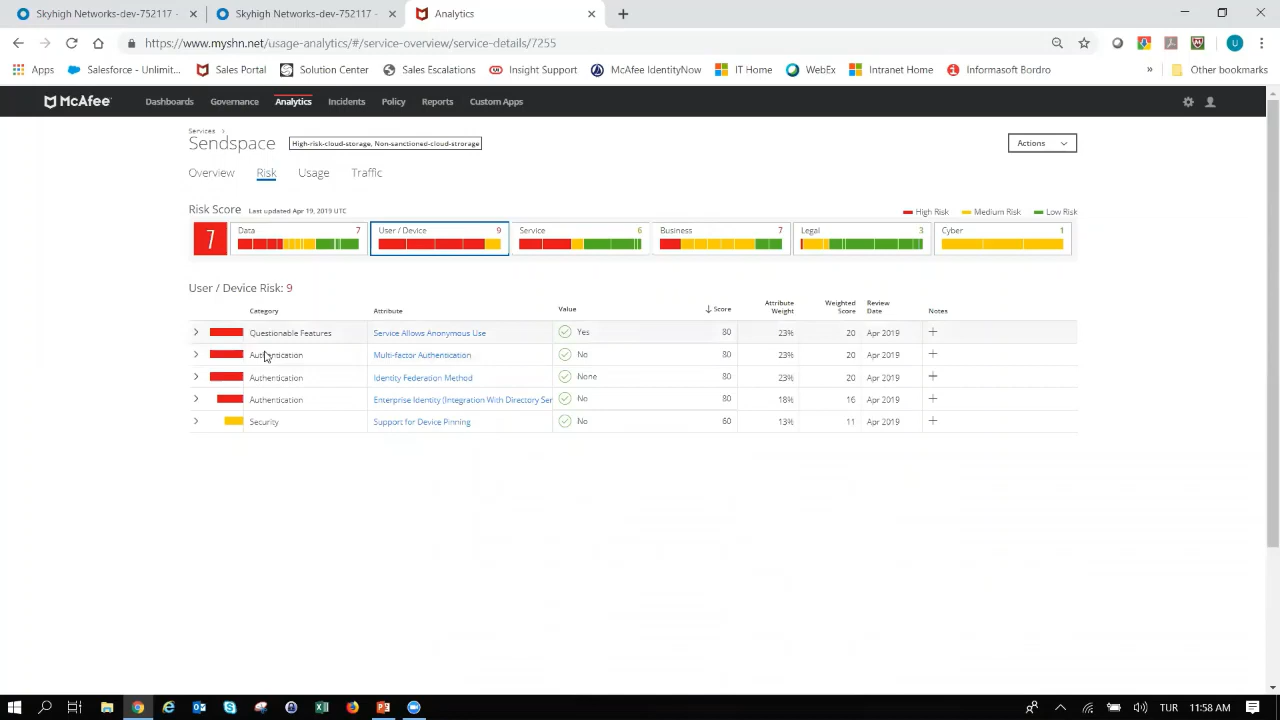 Skyhigh Networks-dev-752117
Skyhigh Networks-dev-752117
Analytics
https://www.myshn.net/usage-analytics/#/service-overview/service-details/7255
U
Apps
Salesforce - Unlimit...
Sales Portal
Solution Center
Sales Escalations
Insight Support
McAfee IdentityNow
IT Home
WebEx
Intranet Home
Informasoft Bordro
»
Other bookmarks
McAfee
Dashboards
Governance
Analytics
Incidents
Policy
Reports
Custom Apps
Services
Sendspace
High-risk-cloud-storage, Non-sanctioned-cloud-strorage
Actions
Overview
Risk
Usage
Traffic
Risk Score Last updated Apr 19, 2019 UTC
High Risk
Medium Risk
Low Risk
7
Data 7
User / Device 9
Service 6
Business 7
Legal 3
Cyber 1
User / Device Risk: 9
Category Attribute Value Score Attribute Weight Weighted Score Review Date Notes
Questionable Features Service Allows Anonymous Use Yes 80 23% 20 Apr 2019 +
Authentication Multi-factor Authentication No 80 23% 20 Apr 2019 +
Authentication Identity Federation Method None 80 23% 20 Apr 2019 +
Authentication Enterprise Identity (Integration With Directory Ser No 80 18% 16 Apr 2019 +
Security Support for Device Pinning No 60 13% 11 Apr 2019 +
TUR
11:58 AM